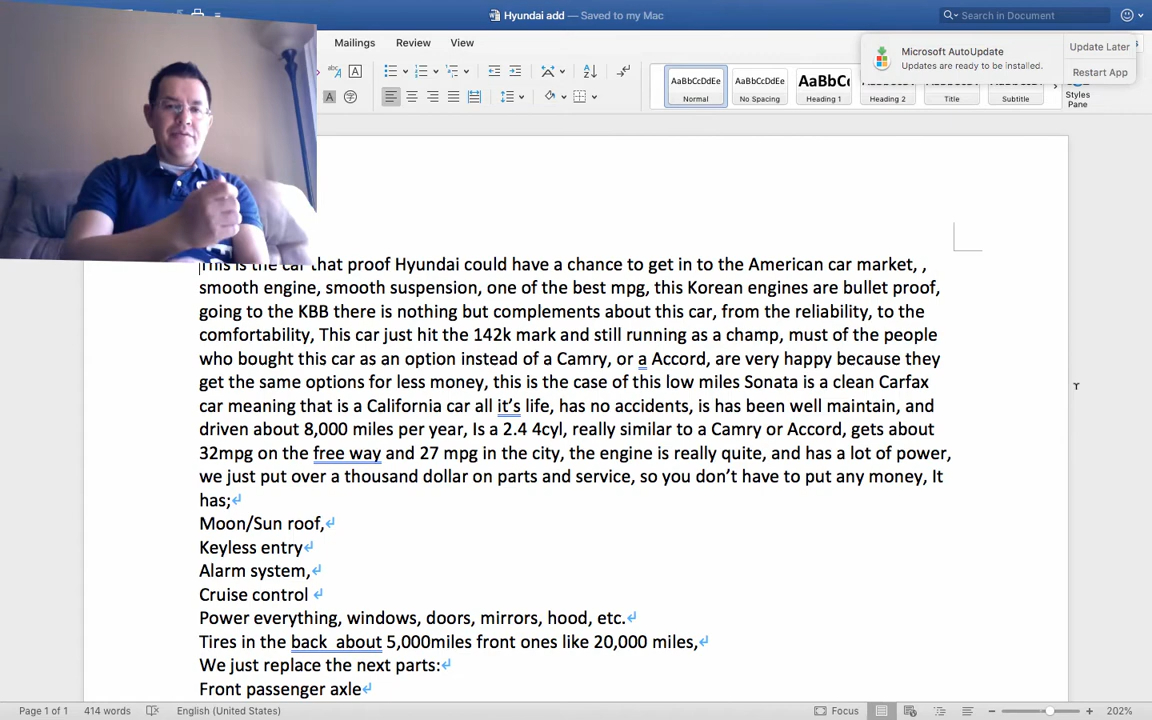 Hyundai add — Saved to my Mac
Search in Document
Mailings Review View
Microsoft AutoUpdate
Updates are ready to be installed.
Update Later
Restart App
AaBbCcDdEe AaBbCcDdEe AaBbCc
Normal No Spacing Heading 1 Heading 2 Title Subtitle
Styles
Pane
This is the car that proof Hyundai could have a chance to get in to the American car market, ,
smooth engine, smooth suspension, one of the best mpg, this Korean engines are bullet proof,
going to the KBB there is nothing but complements about this car, from the reliability, to the
comfortability, This car just hit the 142k mark and still running as a champ, must of the people
who bought this car as an option instead of a Camry, or a Accord, are very happy because they
get the same options for less money, this is the case of this low miles Sonata is a clean Carfax
car meaning that is a California car all it’s life, has no accidents, is has been well maintain, and
driven about 8,000 miles per year, Is a 2.4 4cyl, really similar to a Camry or Accord, gets about
32mpg on the free way and 27 mpg in the city, the engine is really quite, and has a lot of power,
we just put over a thousand dollar on parts and service, so you don’t have to put any money, It
has;
Moon/Sun roof,
Keyless entry
Alarm system,
Cruise control
Power everything, windows, doors, mirrors, hood, etc.
Tires in the back  about 5,000miles front ones like 20,000 miles,
We just replace the next parts:
Front passenger axle
Page 1 of 1 414 words English (United States) Focus 202%